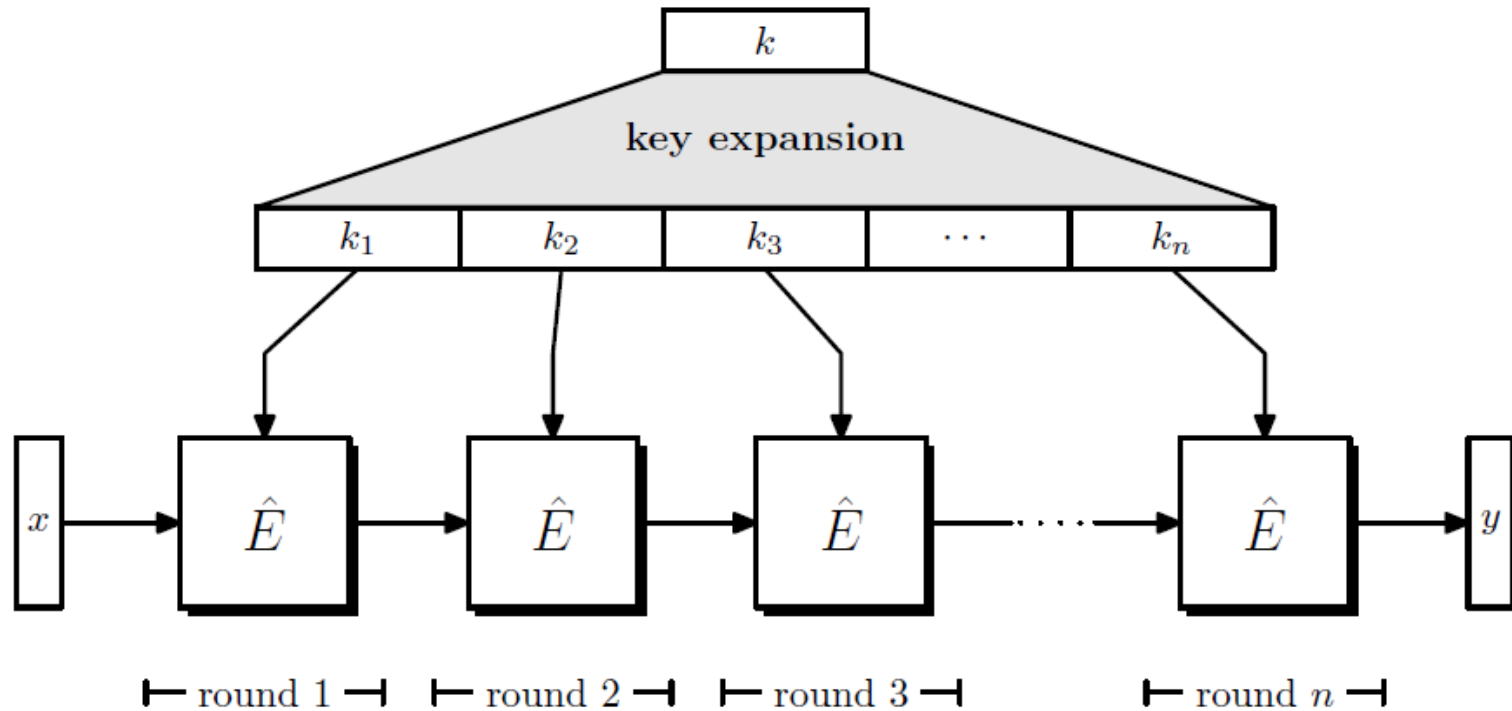 k
key expansion
k₁ k₂ k₃ ⋯ kₙ
x Ê Ê Ê ..... Ê y
round 1 round 2 round 3 round n